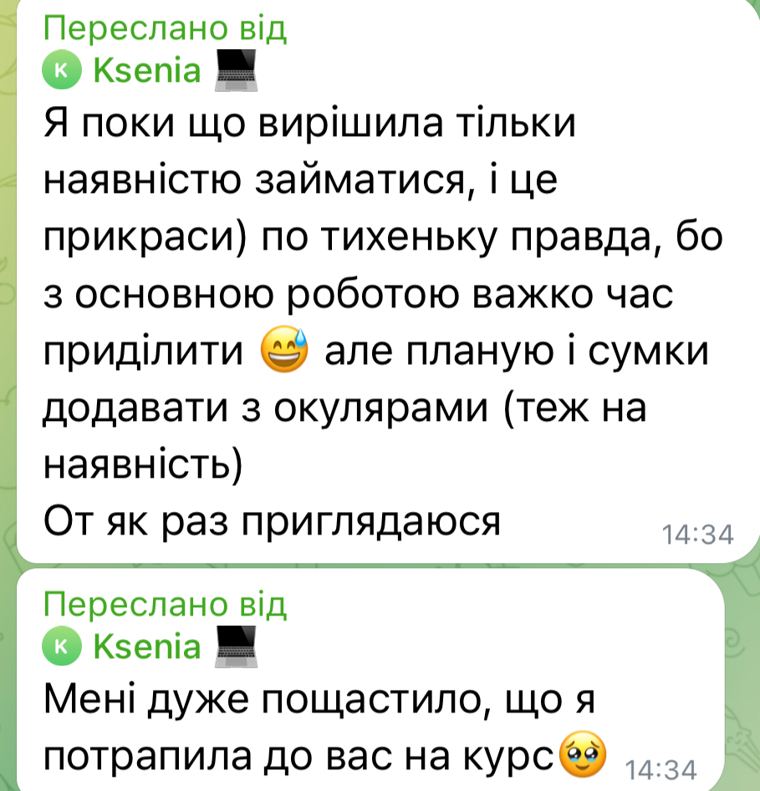 Переслано від
K Ksenia 💻
Я поки що вирішила тільки
наявністю займатися, і це
прикраси) по тихеньку правда, бо
з основною роботою важко час
приділити 😅 але планую і сумки
додавати з окулярами (теж на
наявність)
От як раз приглядаюся
14:34
Переслано від
K Ksenia 💻
Мені дуже пощастило, що я
потрапила до вас на курс🥹
14:34